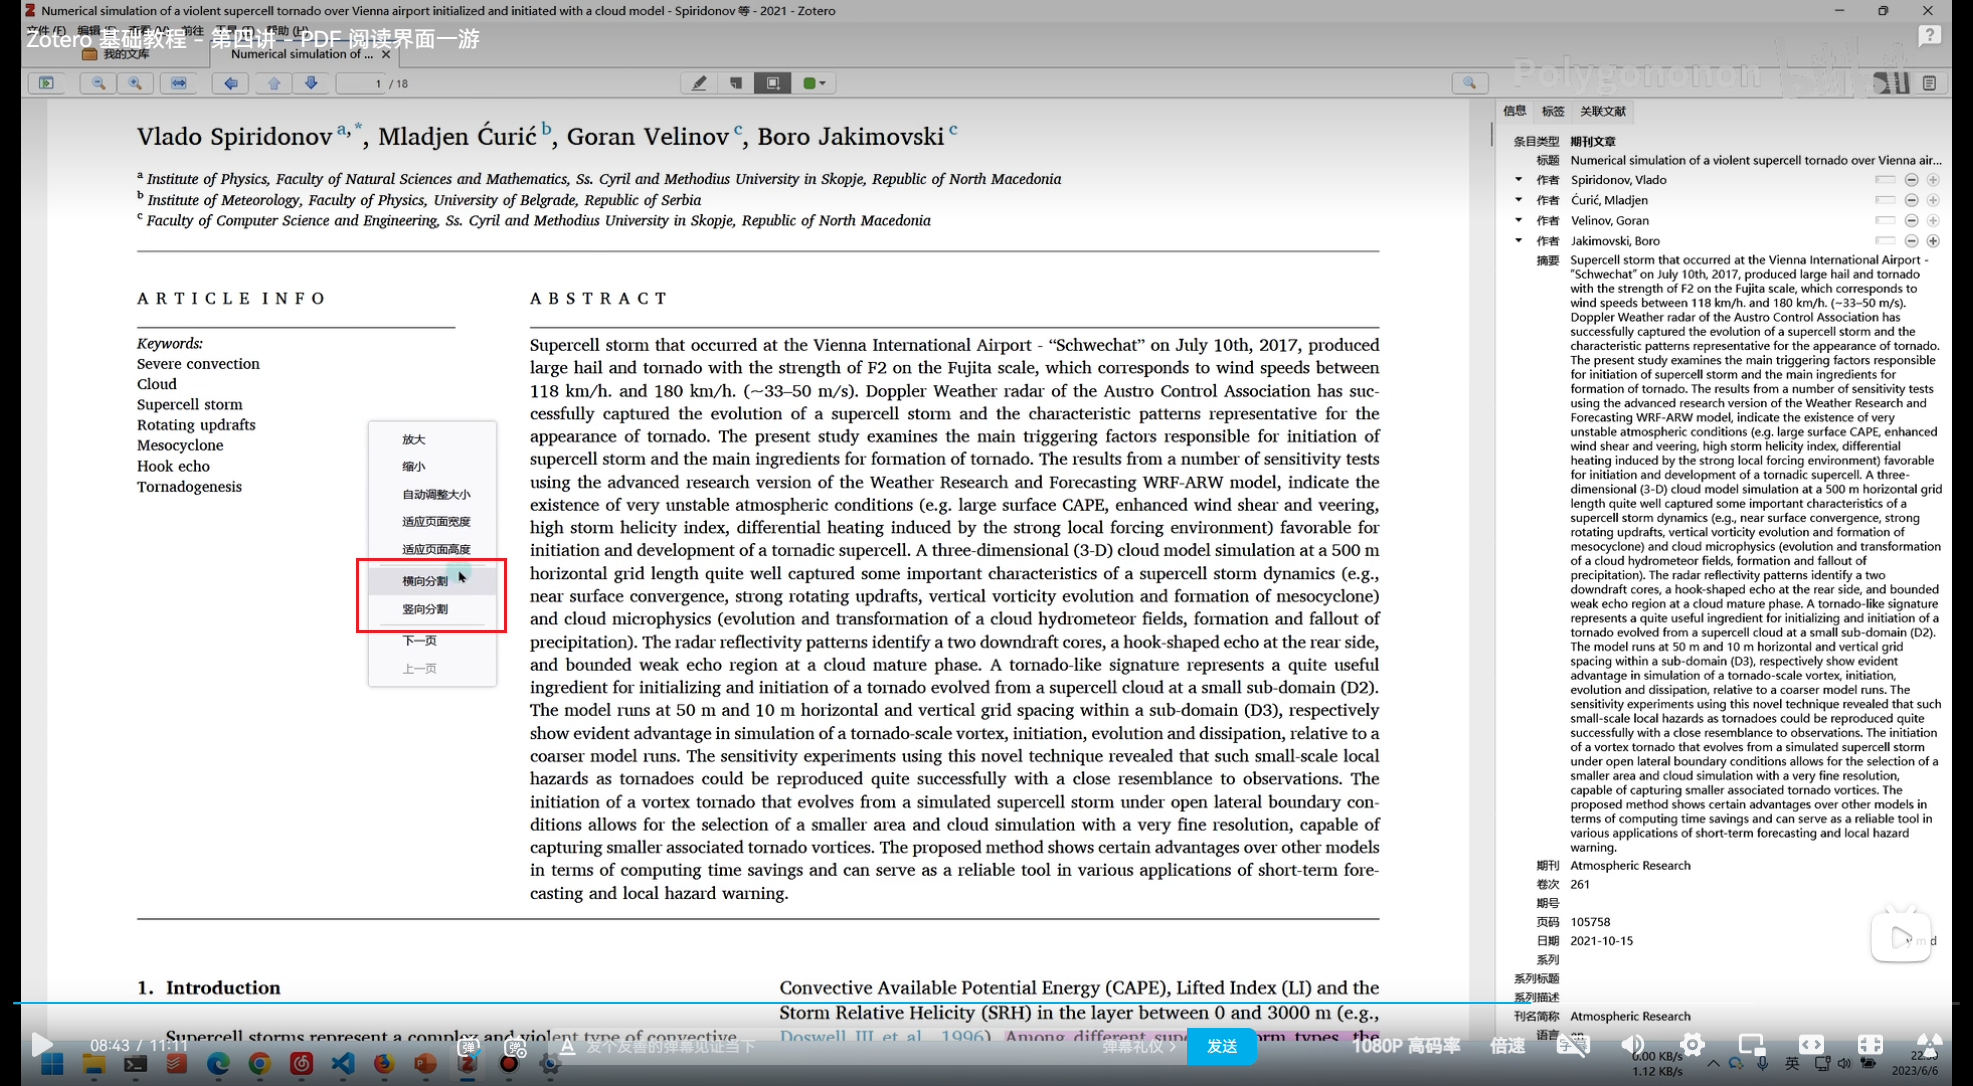 Numerical simulation of a violent supercell tornado over Vienna airport initialized and initiated with a cloud model - Spiridonov 等 - 2021 - Zotero
Zotero 基础教程 - 第四讲 - PDF 阅读界面一游
我的文库
Numerical simulation of ...
1 / 18
Polygononon
Vlado Spiridonov a,*, Mladjen Ćurić b, Goran Velinov c, Boro Jakimovski c
a Institute of Physics, Faculty of Natural Sciences and Mathematics, Ss. Cyril and Methodius University in Skopje, Republic of North Macedonia
b Institute of Meteorology, Faculty of Physics, University of Belgrade, Republic of Serbia
c Faculty of Computer Science and Engineering, Ss. Cyril and Methodius University in Skopje, Republic of North Macedonia
ARTICLE INFO
Keywords:
Severe convection
Cloud
Supercell storm
Rotating updrafts
Mesocyclone
Hook echo
Tornadogenesis
放大
缩小
自动调整大小
适应页面宽度
适应页面高度
横向分割
竖向分割
下一页
上一页
ABSTRACT
Supercell storm that occurred at the Vienna International Airport - “Schwechat” on July 10th, 2017, produced
large hail and tornado with the strength of F2 on the Fujita scale, which corresponds to wind speeds between
118 km/h. and 180 km/h. (~33–50 m/s). Doppler Weather radar of the Austro Control Association has suc-
cessfully captured the evolution of a supercell storm and the characteristic patterns representative for the
appearance of tornado. The present study examines the main triggering factors responsible for initiation of
supercell storm and the main ingredients for formation of tornado. The results from a number of sensitivity tests
using the advanced research version of the Weather Research and Forecasting WRF-ARW model, indicate the
existence of very unstable atmospheric conditions (e.g. large surface CAPE, enhanced wind shear and veering,
high storm helicity index, differential heating induced by the strong local forcing environment) favorable for
initiation and development of a tornadic supercell. A three-dimensional (3-D) cloud model simulation at a 500 m
horizontal grid length quite well captured some important characteristics of a supercell storm dynamics (e.g.,
near surface convergence, strong rotating updrafts, vertical vorticity evolution and formation of mesocyclone)
and cloud microphysics (evolution and transformation of a cloud hydrometeor fields, formation and fallout of
precipitation). The radar reflectivity patterns identify a two downdraft cores, a hook-shaped echo at the rear side,
and bounded weak echo region at a cloud mature phase. A tornado-like signature represents a quite useful
ingredient for initializing and initiation of a tornado evolved from a supercell cloud at a small sub-domain (D2).
The model runs at 50 m and 10 m horizontal and vertical grid spacing within a sub-domain (D3), respectively
show evident advantage in simulation of a tornado-scale vortex, initiation, evolution and dissipation, relative to a
coarser model runs. The sensitivity experiments using this novel technique revealed that such small-scale local
hazards as tornadoes could be reproduced quite successfully with a close resemblance to observations. The
initiation of a vortex tornado that evolves from a simulated supercell storm under open lateral boundary con-
ditions allows for the selection of a smaller area and cloud simulation with a very fine resolution, capable of
capturing smaller associated tornado vortices. The proposed method shows certain advantages over other models
in terms of computing time savings and can serve as a reliable tool in various applications of short-term fore-
casting and local hazard warning.
1. Introduction
Supercell storms represent a complex and violent type of convective
Convective Available Potential Energy (CAPE), Lifted Index (LI) and the
Storm Relative Helicity (SRH) in the layer between 0 and 3000 m (e.g.,
Doswell III et al., 1996). Among different
信息 标签 关联文献
条目类型 期刊文章
标题 Numerical simulation of a violent supercell tornado over Vienna air...
作者 Spiridonov, Vlado
作者 Ćurić, Mladjen
作者 Velinov, Goran
作者 Jakimovski, Boro
摘要 Supercell storm that occurred at the Vienna International Airport -
"Schwechat" on July 10th, 2017, produced large hail and tornado
with the strength of F2 on the Fujita scale, which corresponds to
wind speeds between 118 km/h. and 180 km/h. (~33–50 m/s).
Doppler Weather radar of the Austro Control Association has
successfully captured the evolution of a supercell storm and the
characteristic patterns representative for the appearance of tornado.
The present study examines the main triggering factors responsible
for initiation of supercell storm and the main ingredients for
formation of tornado. The results from a number of sensitivity tests
using the advanced research version of the Weather Research and
Forecasting WRF-ARW model, indicate the existence of very
unstable atmospheric conditions (e.g. large surface CAPE, enhanced
wind shear and veering, high storm helicity index, differential
heating induced by the strong local forcing environment) favorable
for initiation and development of a tornadic supercell. A three-
dimensional (3-D) cloud model simulation at a 500 m horizontal grid
length quite well captured some important characteristics of a
supercell storm dynamics (e.g., near surface convergence, strong
rotating updrafts, vertical vorticity evolution and formation of
mesocyclone) and cloud microphysics (evolution and transformation
of a cloud hydrometeor fields, formation and fallout of
precipitation). The radar reflectivity patterns identify a two
downdraft cores, a hook-shaped echo at the rear side, and bounded
weak echo region at a cloud mature phase. A tornado-like signature
represents a quite useful ingredient for initializing and initiation of a
tornado evolved from a supercell cloud at a small sub-domain (D2).
The model runs at 50 m and 10 m horizontal and vertical grid
spacing within a sub-domain (D3), respectively show evident
advantage in simulation of a tornado-scale vortex, initiation,
evolution and dissipation, relative to a coarser model runs. The
sensitivity experiments using this novel technique revealed that such
small-scale local hazards as tornadoes could be reproduced quite
successfully with a close resemblance to observations. The initiation
of a vortex tornado that evolves from a simulated supercell storm
under open lateral boundary conditions allows for the selection of a
smaller area and cloud simulation with a very fine resolution,
capable of capturing smaller associated tornado vortices. The
proposed method shows certain advantages over other models in
terms of computing time savings and can serve as a reliable tool in
various applications of short-term forecasting and local hazard
warning.
期刊 Atmospheric Research
卷次 261
期号
页码 105758
日期 2021-10-15
系列
系列标题
系列描述
刊名简称 Atmospheric Research
语言 en
08:43 / 11:11
弹
弹
A 发个友善的弹幕见证当下
弹幕礼仪 >
发送
1080P 高码率
倍速
字幕
0.00 KB/s
1.12 KB/s
英
2023/6/6